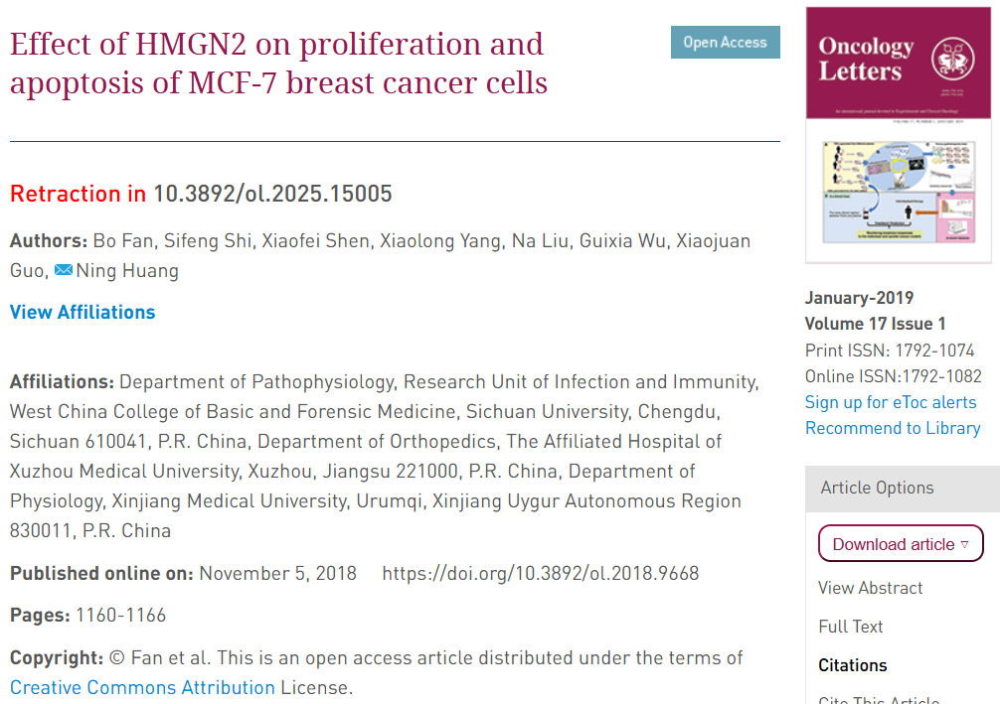 Effect of HMGN2 on proliferation and
apoptosis of MCF-7 breast cancer cells
Open Access
Retraction in 10.3892/ol.2025.15005
Authors: Bo Fan, Sifeng Shi, Xiaofei Shen, Xiaolong Yang, Na Liu, Guixia Wu, Xiaojuan
Guo, Ning Huang
View Affiliations
Affiliations: Department of Pathophysiology, Research Unit of Infection and Immunity,
West China College of Basic and Forensic Medicine, Sichuan University, Chengdu,
Sichuan 610041, P.R. China, Department of Orthopedics, The Affiliated Hospital of
Xuzhou Medical University, Xuzhou, Jiangsu 221000, P.R. China, Department of
Physiology, Xinjiang Medical University, Urumqi, Xinjiang Uygur Autonomous Region
830011, P.R. China
Published online on: November 5, 2018 https://doi.org/10.3892/ol.2018.9668
Pages: 1160-1166
Copyright: © Fan et al. This is an open access article distributed under the terms of
Creative Commons Attribution License.
Oncology
Letters
January-2019
Volume 17 Issue 1
Print ISSN: 1792-1074
Online ISSN:1792-1082
Sign up for eToc alerts
Recommend to Library
Article Options
Download article ▿
View Abstract
Full Text
Citations
Cite This Article